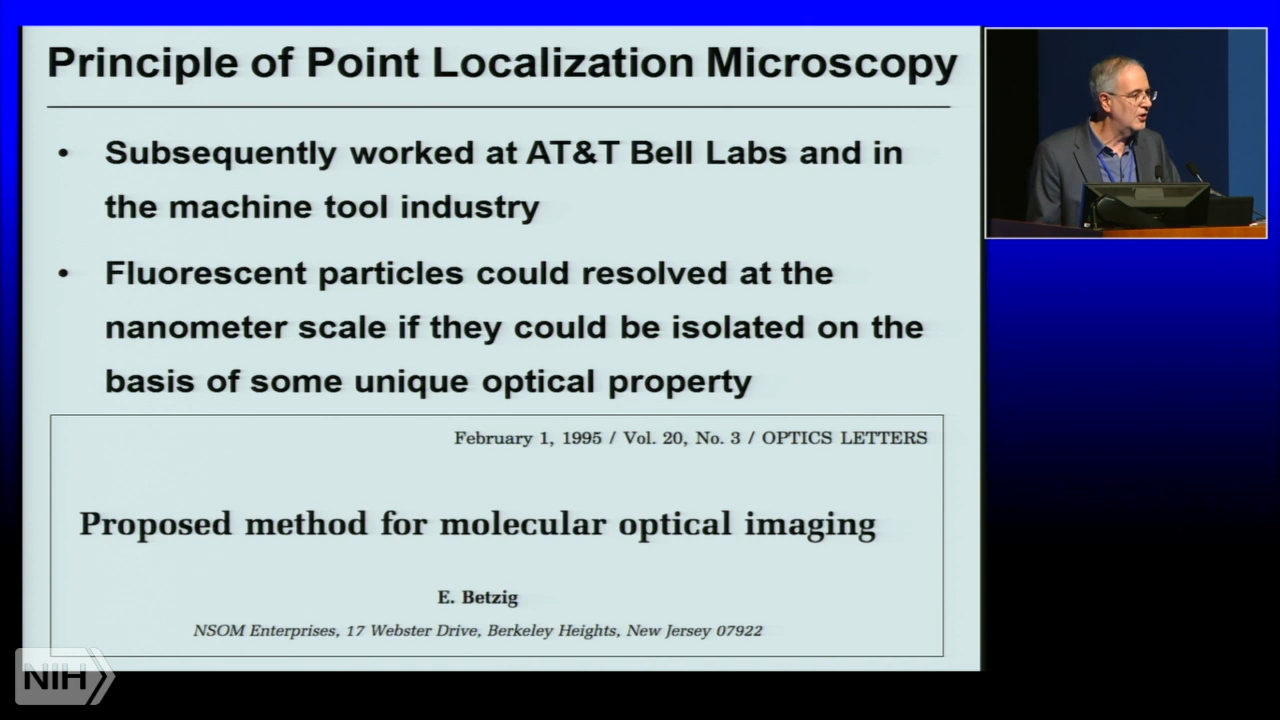 Principle of Point Localization Microscopy
• Subsequently worked at AT&T Bell Labs and in
the machine tool industry
• Fluorescent particles could resolved at the
nanometer scale if they could be isolated on the
basis of some unique optical property
February 1, 1995 / Vol. 20, No. 3 / OPTICS LETTERS
Proposed method for molecular optical imaging
E. Betzig
NSOM Enterprises, 17 Webster Drive, Berkeley Heights, New Jersey 07922
NIH